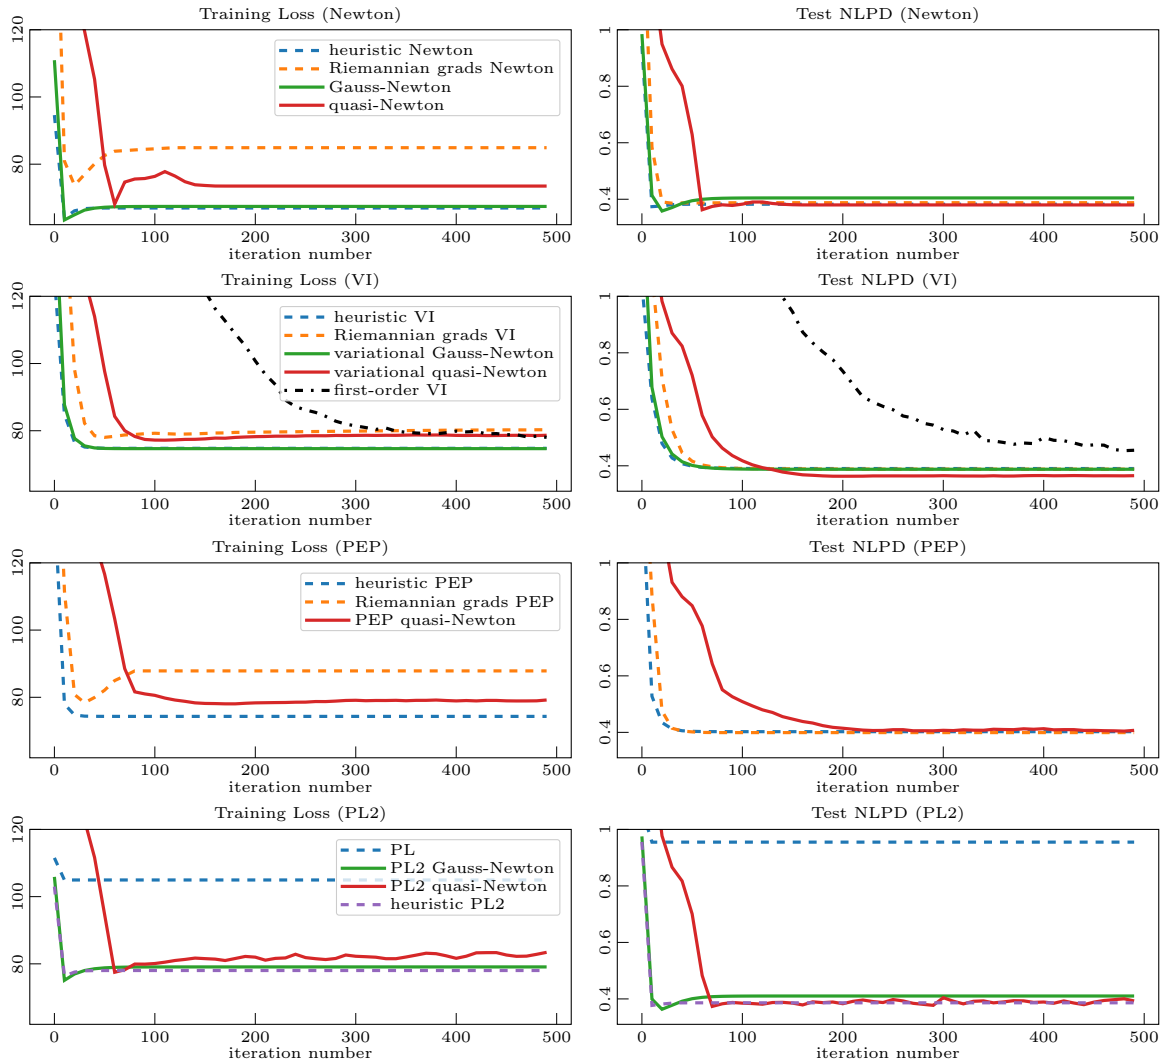 Training Loss (Newton)
120
100
80
heuristic Newton
Riemannian grads Newton
Gauss-Newton
quasi-Newton
0 100 200 300 400 500
iteration number
Test NLPD (Newton)
1
0.8
0.6
0.4
0 100 200 300 400 500
iteration number
Training Loss (VI)
120
100
80
heuristic VI
Riemannian grads VI
variational Gauss-Newton
variational quasi-Newton
first-order VI
0 100 200 300 400 500
iteration number
Test NLPD (VI)
1
0.8
0.6
0.4
0 100 200 300 400 500
iteration number
Training Loss (PEP)
120
100
80
heuristic PEP
Riemannian grads PEP
PEP quasi-Newton
0 100 200 300 400 500
iteration number
Test NLPD (PEP)
1
0.8
0.6
0.4
0 100 200 300 400 500
iteration number
Training Loss (PL2)
120
100
80
PL
PL2 Gauss-Newton
PL2 quasi-Newton
heuristic PL2
0 100 200 300 400 500
iteration number
Test NLPD (PL2)
1
0.8
0.6
0.4
0 100 200 300 400 500
iteration number